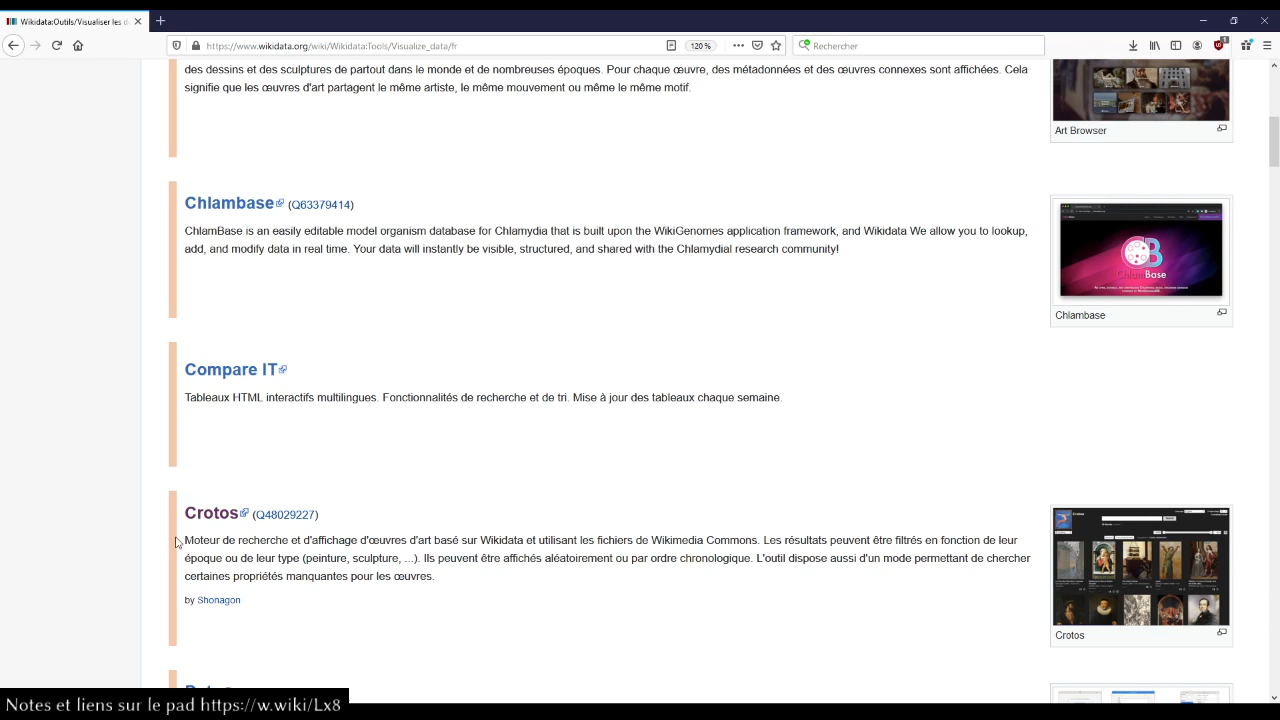 Wikidata:Outils/Visualiser les d
https://www.wikidata.org/wiki/Wikidata:Tools/Visualize_data/fr
120 %
Rechercher
1
des dessins et des sculptures de partout dans le monde et de nombreuses époques. Pour chaque œuvre, des métadonnées et des œuvres connexes sont affichées. Cela
signifie que les œuvres d'art partagent le même artiste, le même mouvement ou même le même motif.
Art Browser
Chlambase (Q63379414)
ChlamBase is an easily editable model organism database for Chlamydia that is built upon the WikiGenomes application framework, and Wikidata We allow you to lookup,
add, and modify data in real time. Your data will instantly be visible, structured, and shared with the Chlamydial research community!
ChlamBase
Chlambase
Compare IT
Tableaux HTML interactifs multilingues. Fonctionnalités de recherche et de tri. Mise à jour des tableaux chaque semaine.
Crotos (Q48029227)
Moteur de recherche et d'affichage d'œuvres d'art basé sur Wikidata et utilisant les fichiers de Wikimedia Commons. Les résultats peuvent être filtrés en fonction de leur
époque ou de leur type (peinture, sculpture, ...). ils peuvent être affichés aléatoirement ou par ordre chronologique. L'outil dispose aussi d'un mode permettant de chercher
certaines propriétés manquantes pour les œuvres.
by Shonagon
Crotos
Crotos
Notes et liens sur le pad https://w.wiki/Lx8